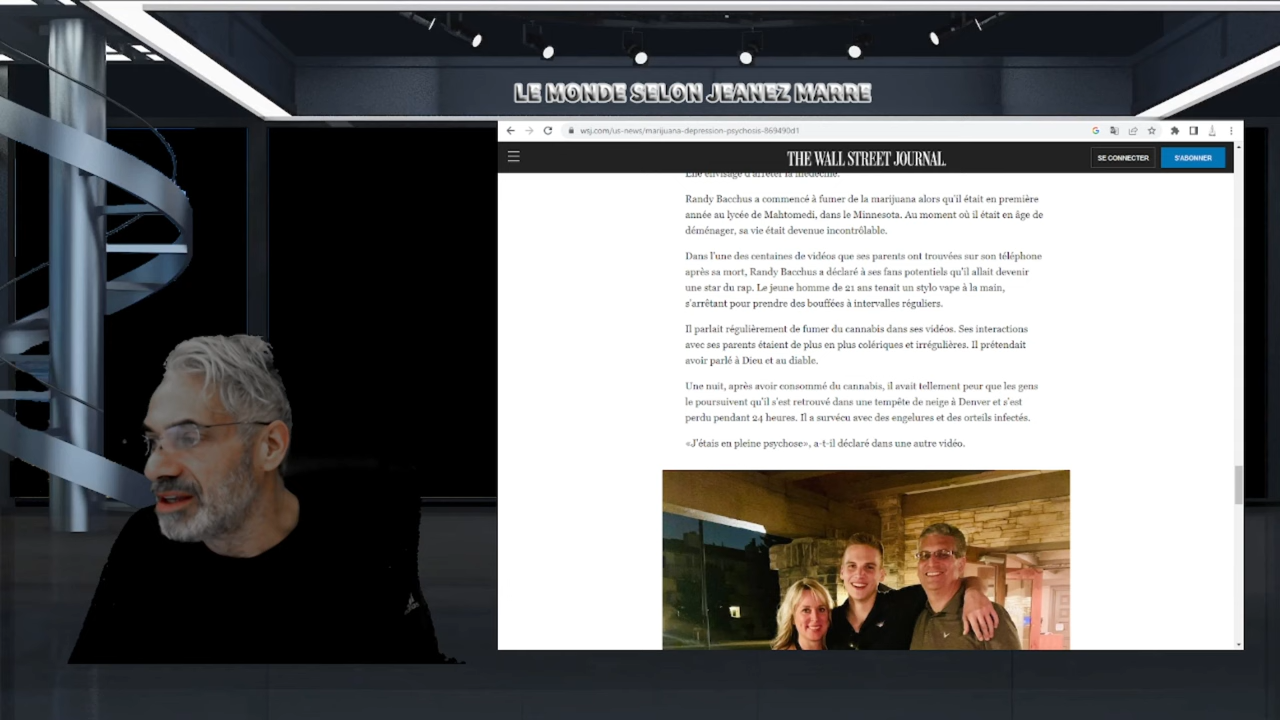 LE MONDE SELON JEANEZ MARRE
wsj.com/us-news/marijuana-depression-psychosis-869490d1
THE WALL STREET JOURNAL.
SE CONNECTER
S'ABONNER
Elle envisage d'arrêter la médecine.
Randy Bacchus a commencé à fumer de la marijuana alors qu'il était en première
année au lycée de Mahtomedi, dans le Minnesota. Au moment où il était en âge de
déménager, sa vie était devenue incontrôlable.
Dans l'une des centaines de vidéos que ses parents ont trouvées sur son téléphone
après sa mort, Randy Bacchus a déclaré à ses fans potentiels qu'il allait devenir
une star du rap. Le jeune homme de 21 ans tenait un stylo vape à la main,
s'arrêtant pour prendre des bouffées à intervalles réguliers.
Il parlait régulièrement de fumer du cannabis dans ses vidéos. Ses interactions
avec ses parents étaient de plus en plus colériques et irrégulières. Il prétendait
avoir parlé à Dieu et au diable.
Une nuit, après avoir consommé du cannabis, il avait tellement peur que les gens
le poursuivent qu'il s'est retrouvé dans une tempête de neige à Denver et s'est
perdu pendant 24 heures. Il a survécu avec des engelures et des orteils infectés.
«J'étais en pleine psychose», a-t-il déclaré dans une autre vidéo.